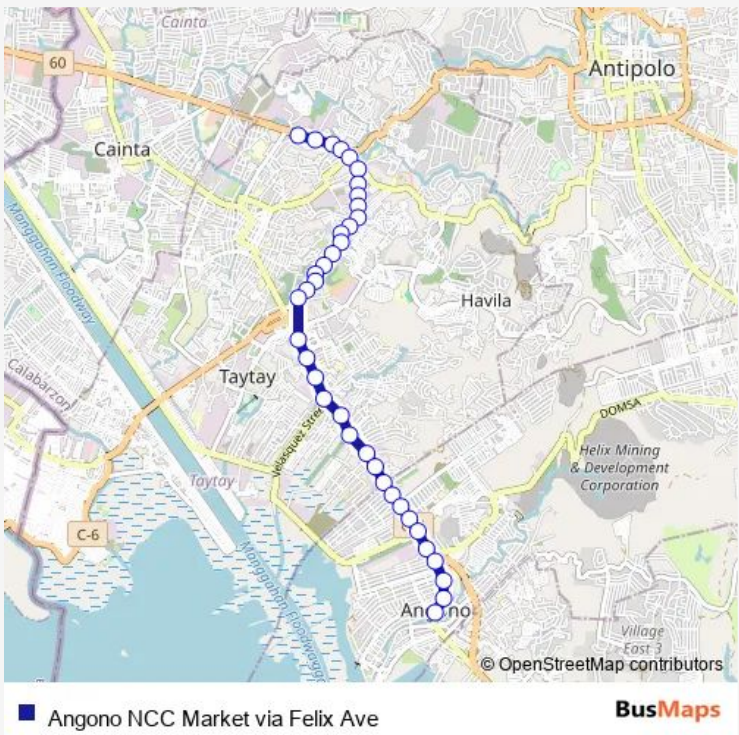 Cainta
60
Antipolo
Cainta
Manggahan Floodway
Havila
Calabarzon
Taytay
Velasquez Street
DOMSA
Helix Mining
& Development
Corporation
Taytay
C-6
Manggahan Floodway
Angono
Village
East 3
© OpenStreetMap contributors
Angono NCC Market via Felix Ave
BusMaps